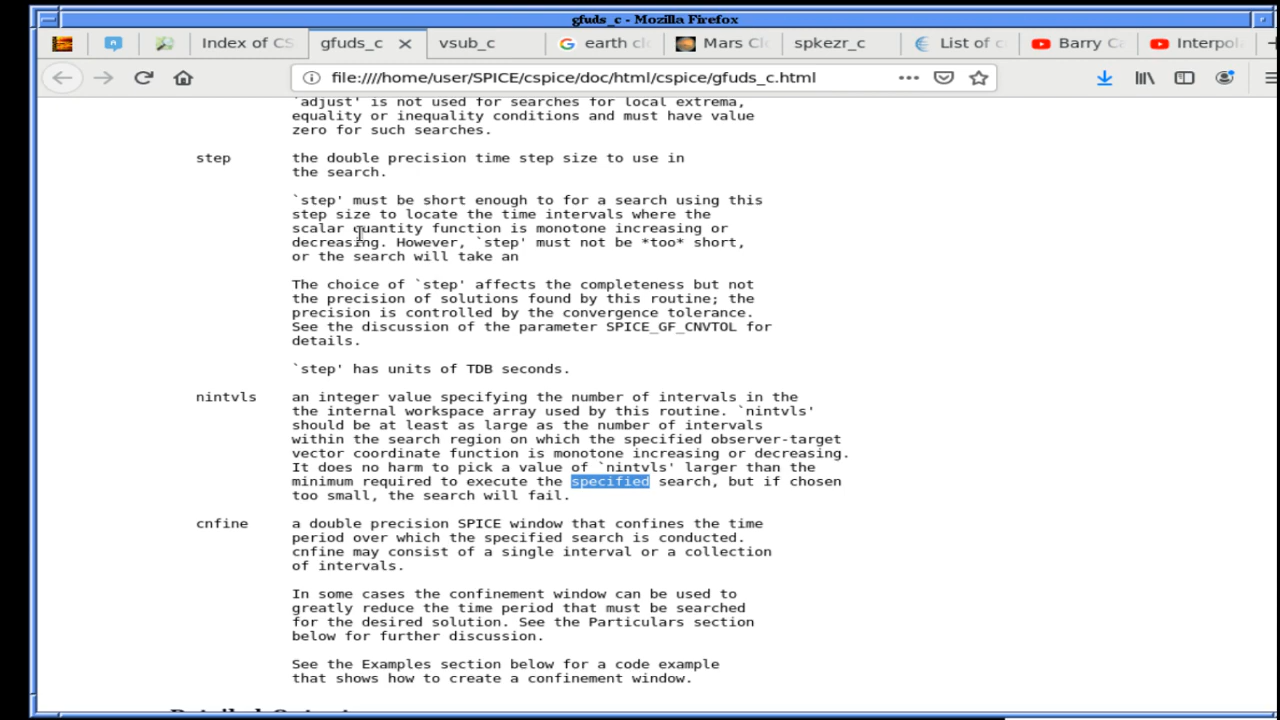 gfuds_c - Mozilla Firefox
Index of CS
gfuds_c
vsub_c
earth cl
Mars Cl
spkezr_c
List of c
Barry Ca
Interpol
file:////home/user/SPICE/cspice/doc/html/cspice/gfuds_c.html
`adjust' is not used for searches for local extrema,
equality or inequality conditions and must have value
zero for such searches.
step the double precision time step size to use in
the search.
`step' must be short enough to for a search using this
step size to locate the time intervals where the
scalar quantity function is monotone increasing or
decreasing. However, `step' must not be *too* short,
or the search will take an
The choice of `step' affects the completeness but not
the precision of solutions found by this routine; the
precision is controlled by the convergence tolerance.
See the discussion of the parameter SPICE_GF_CNVTOL for
details.
`step' has units of TDB seconds.
nintvls an integer value specifying the number of intervals in the
the internal workspace array used by this routine. `nintvls'
should be at least as large as the number of intervals
within the search region on which the specified observer-target
vector coordinate function is monotone increasing or decreasing.
It does no harm to pick a value of `nintvls' larger than the
minimum required to execute the specified search, but if chosen
too small, the search will fail.
cnfine a double precision SPICE window that confines the time
period over which the specified search is conducted.
cnfine may consist of a single interval or a collection
of intervals.
In some cases the confinement window can be used to
greatly reduce the time period that must be searched
for the desired solution. See the Particulars section
below for further discussion.
See the Examples section below for a code example
that shows how to create a confinement window.